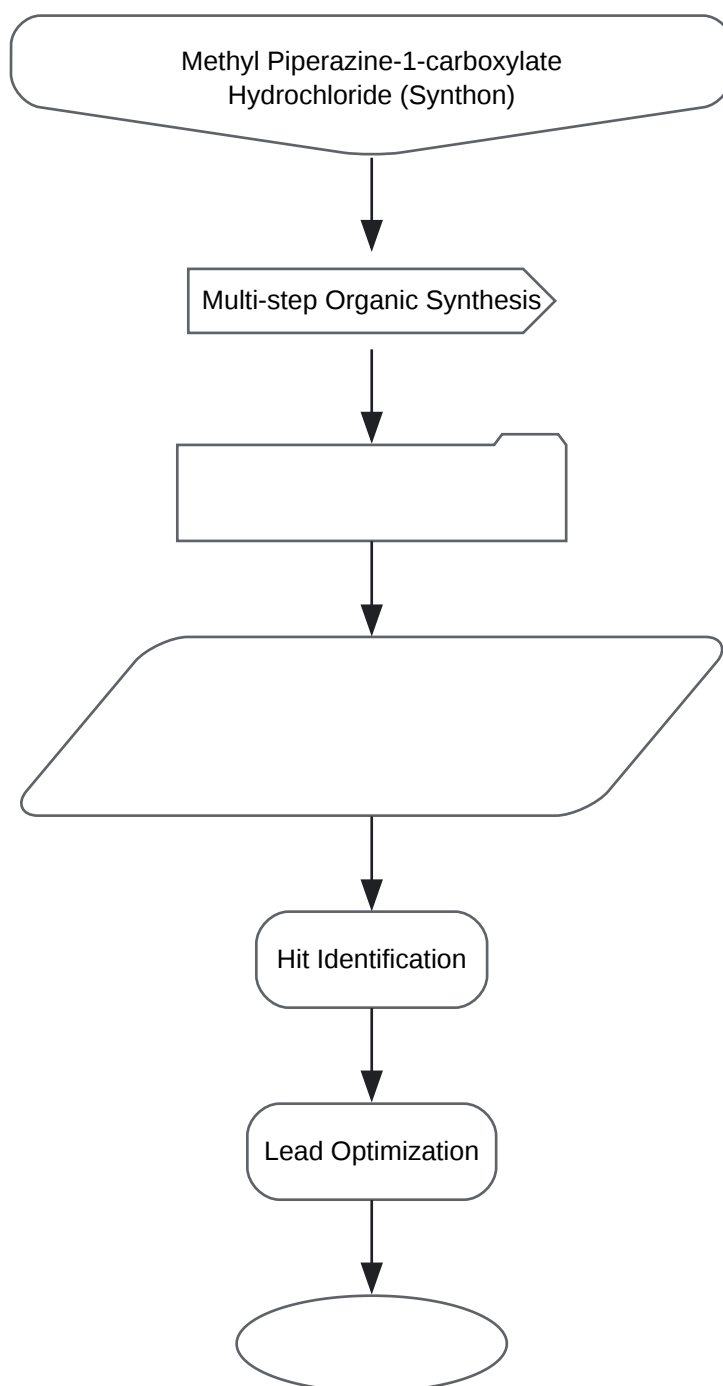 Methyl Piperazine-1-carboxylate
Hydrochloride (Synthon)
Multi-step Organic Synthesis
Hit Identification
Lead Optimization